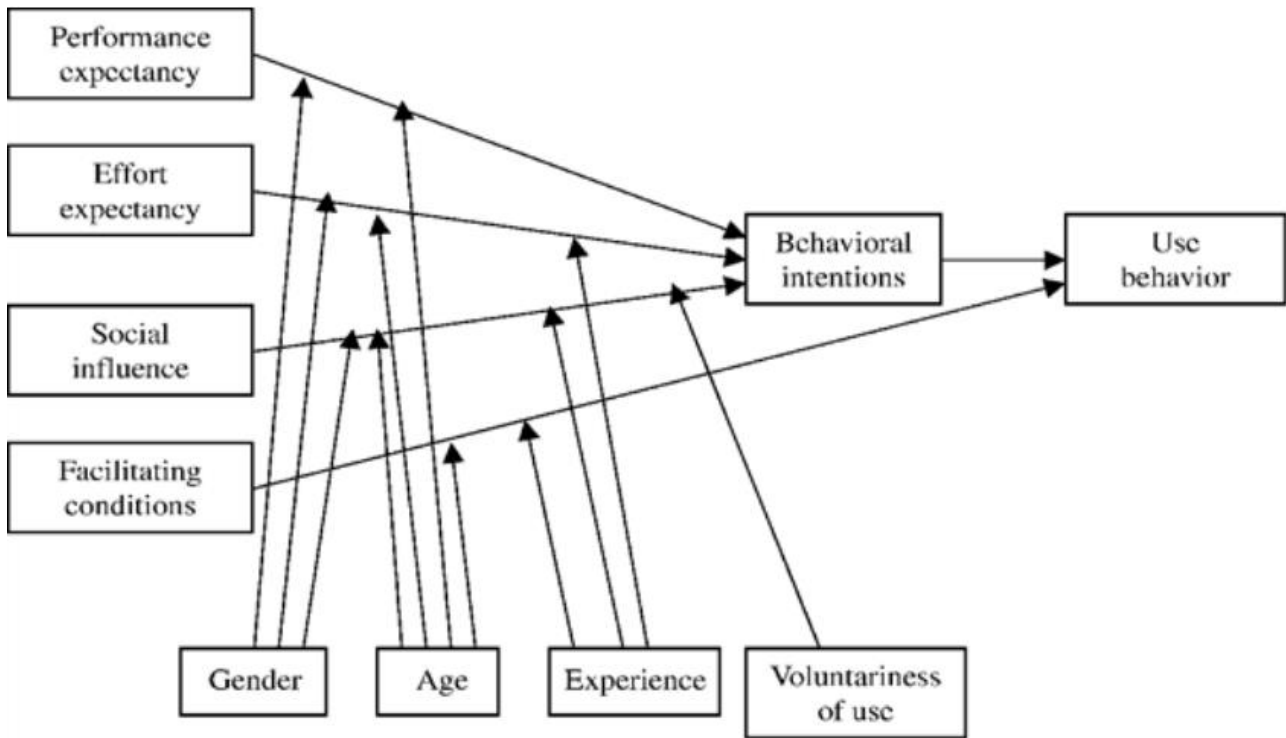 Performance
expectancy
Effort
expectancy
Social
influence
Facilitating
conditions
Behavioral
intentions
Use
behavior
Gender
Age
Experience
Voluntariness
of use